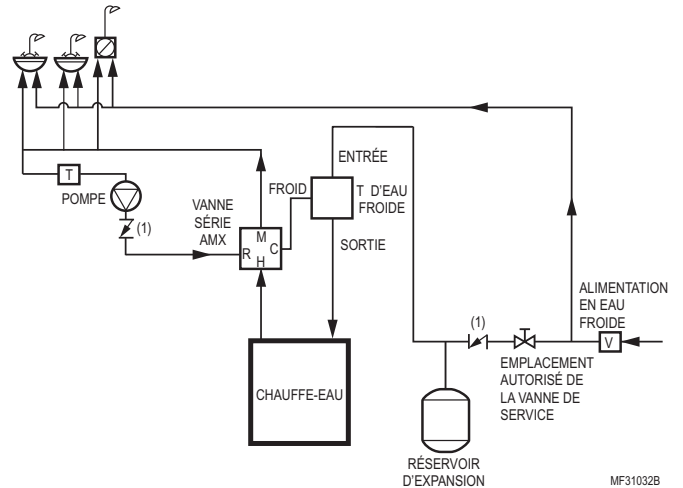 ENTRÉE
FROID
T D'EAU
FROIDE
T
POMPE
VANNE
SÉRIE
AMX
(1)
M
R
C
H
SORTIE
ALIMENTATION
EN EAU
FROIDE
(1)
V
EMPLACEMENT
AUTORISÉ DE
LA VANNE DE
SERVICE
CHAUFFE-EAU
RÉSERVOIR
D'EXPANSION
MF31032B